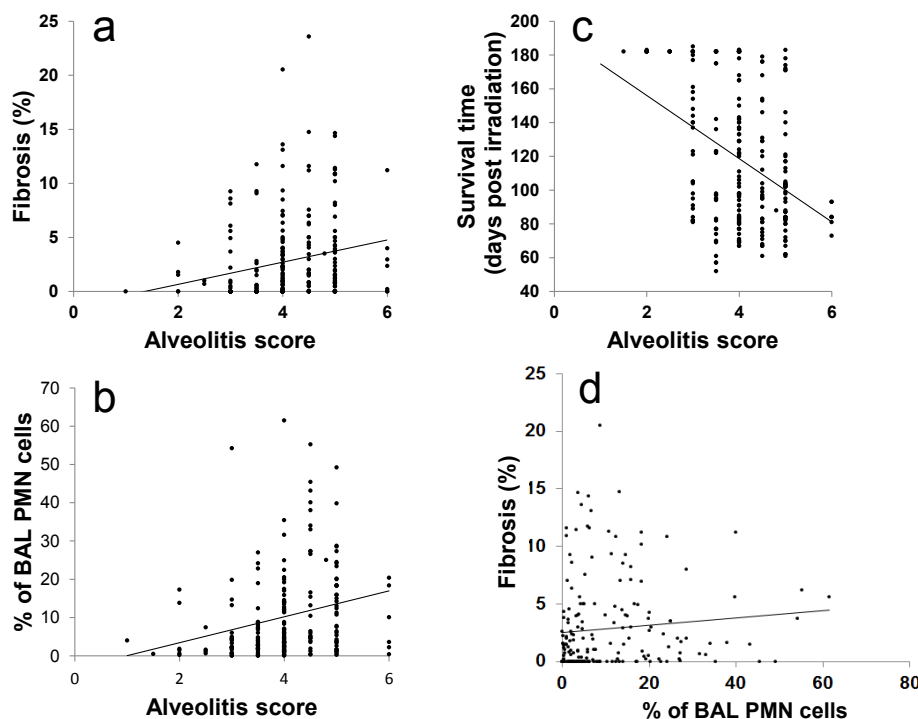 a
Fibrosis (%)
25
20
15
10
5
0
0 2 4 6
Alveolitis score
c
Survival time
(days post irradiation)
200
180
160
140
120
100
80
60
40
0 2 4 6
Alveolitis score
b
% of BAL PMN cells
70
60
50
40
30
20
10
0
0 2 4 6
Alveolitis score
d
Fibrosis (%)
25
20
15
10
5
0
0 20 40 60 80
% of BAL PMN cells